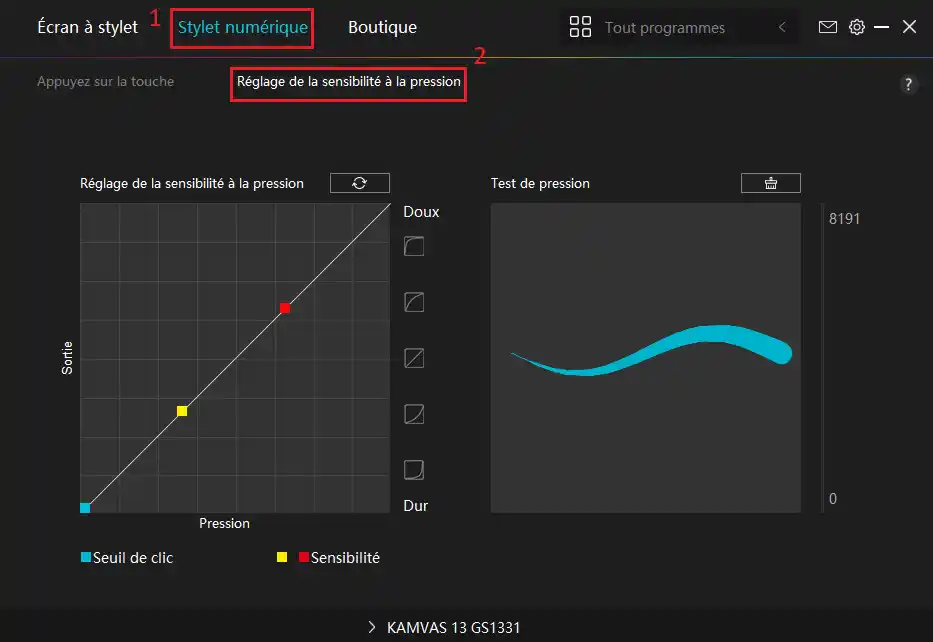 Écran à stylet 1 Stylet numérique Boutique Tout programmes
2
Appuyez sur la touche Réglage de la sensibilité à la pression ?
Réglage de la sensibilité à la pression
Test de pression
Doux
8191
Sortie
0
Dur
Pression
Seuil de clic Sensibilité
KAMVAS 13 GS1331